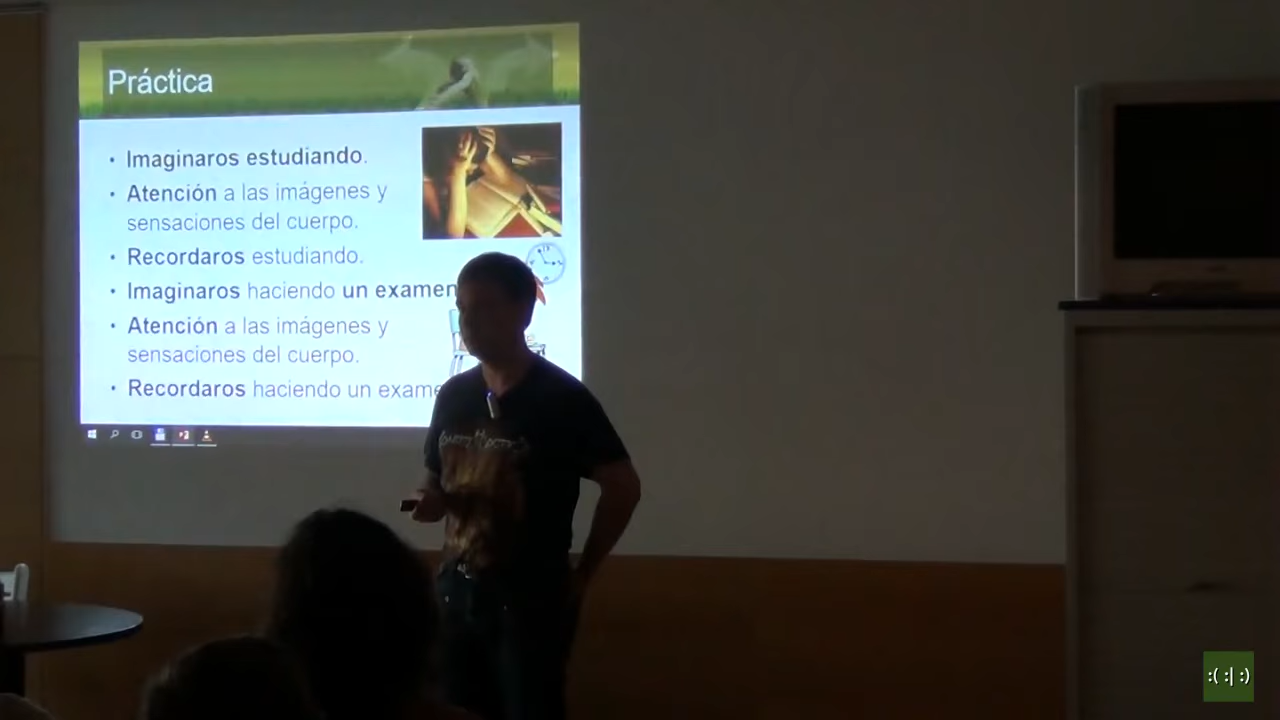 Práctica
• Imaginaros estudiando.
• Atención a las imágenes y
sensaciones del cuerpo.
• Recordaros estudiando.
• Imaginaros haciendo un examen
• Atención a las imágenes y
sensaciones del cuerpo.
• Recordaros haciendo un exame
:( :| :)